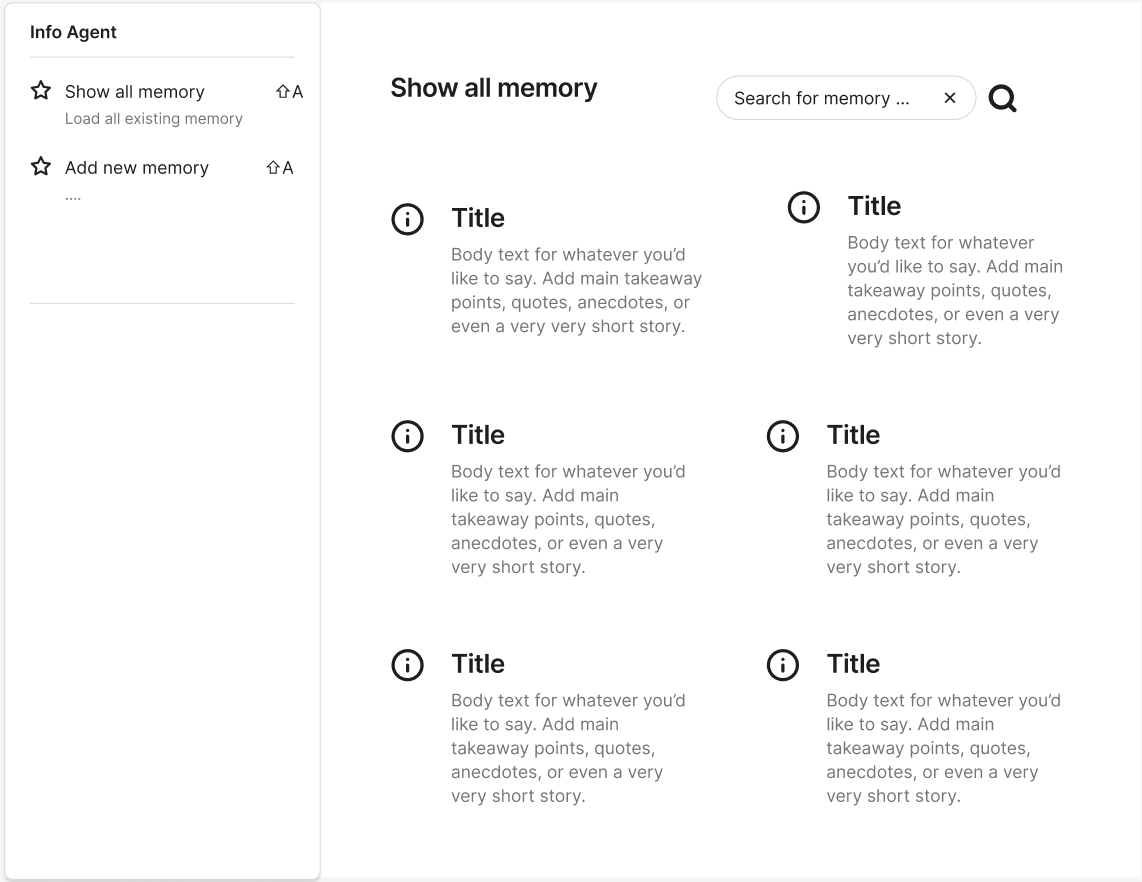 Info Agent
Show all memory ⇧A
Load all existing memory
Add new memory ⇧A
....
Show all memory
Search for memory ...
Title
Body text for whatever you’d
like to say. Add main takeaway
points, quotes, anecdotes, or
even a very very short story.
Title
Body text for whatever
you’d like to say. Add main
takeaway points, quotes,
anecdotes, or even a very
very short story.
Title
Body text for whatever you’d
like to say. Add main
takeaway points, quotes,
anecdotes, or even a very
very short story.
Title
Body text for whatever you’d
like to say. Add main
takeaway points, quotes,
anecdotes, or even a very
very short story.
Title
Body text for whatever you’d
like to say. Add main
takeaway points, quotes,
anecdotes, or even a very
very short story.
Title
Body text for whatever you’d
like to say. Add main
takeaway points, quotes,
anecdotes, or even a very
very short story.